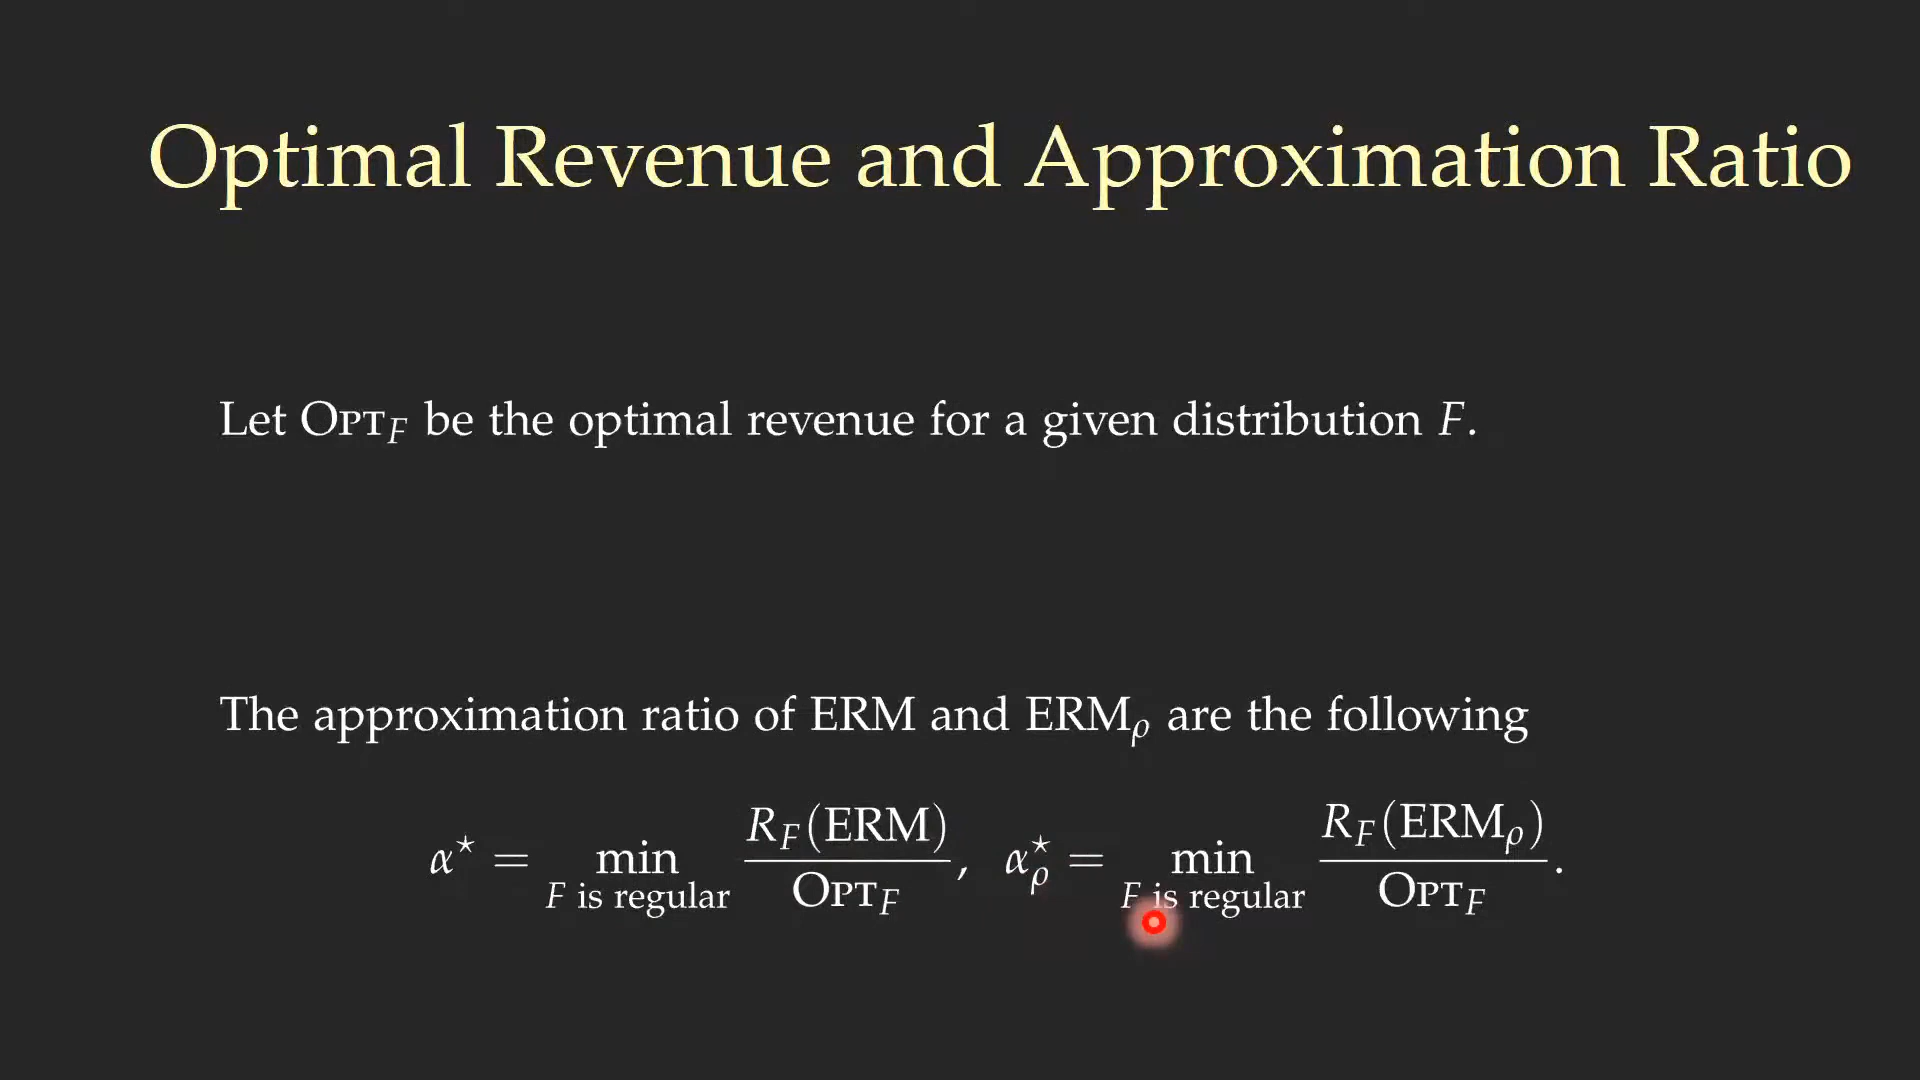 Optimal Revenue and Approximation Ratio
Let OPT_F be the optimal revenue for a given distribution F.
The approximation ratio of ERM and ERM_ρ are the following
α^⋆ = min_{F is regular} R_F(ERM) / OPT_F, α^⋆_ρ = min_{F is regular} R_F(ERM_ρ) / OPT_F.